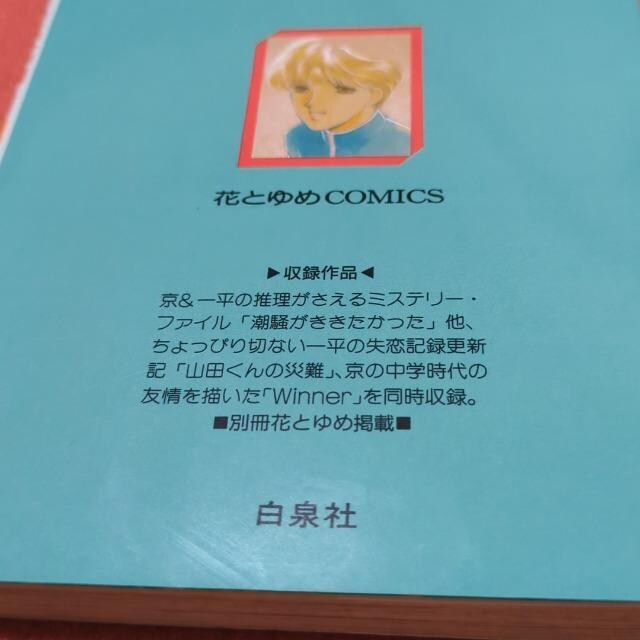 花とゆめCOMICS
▶収録作品◀
京&一平の推理がさえるミステリー・
ファイル「潮騒がききたかった」他、
ちょっぴり切ない一平の失恋記録更新
記「山田くんの災難」、京の中学時代の
友情を描いた「Winner」を同時収録。
■別冊花とゆめ掲載■
白泉社